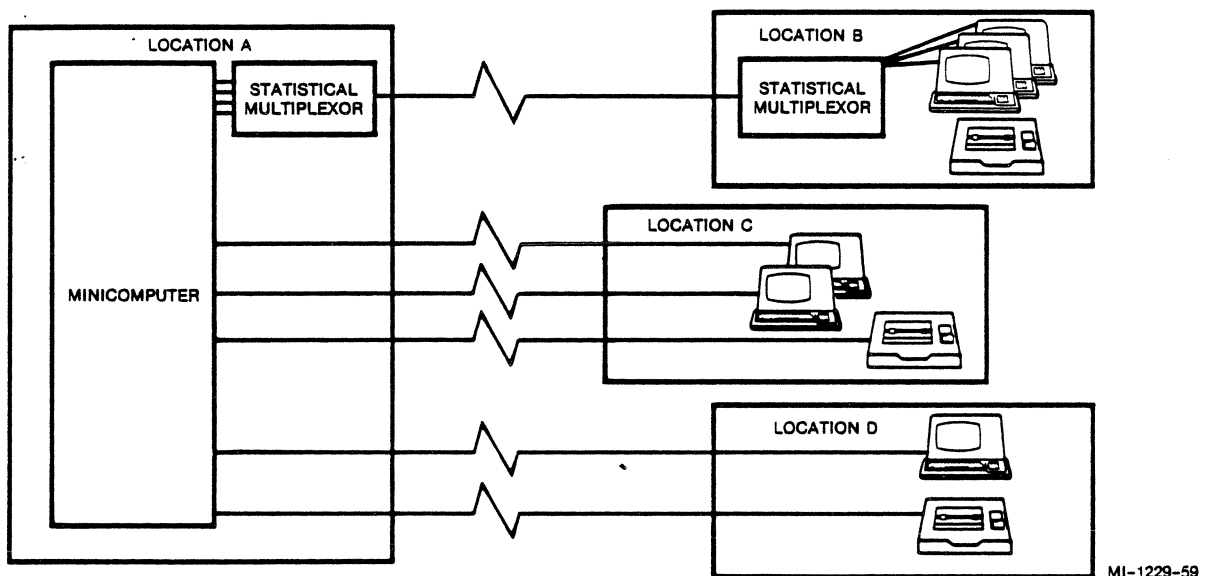 LOCATION A
STATISTICAL
MULTIPLEXOR
MINICOMPUTER
LOCATION B
STATISTICAL
MULTIPLEXOR
LOCATION C
LOCATION D
MI-1229-59